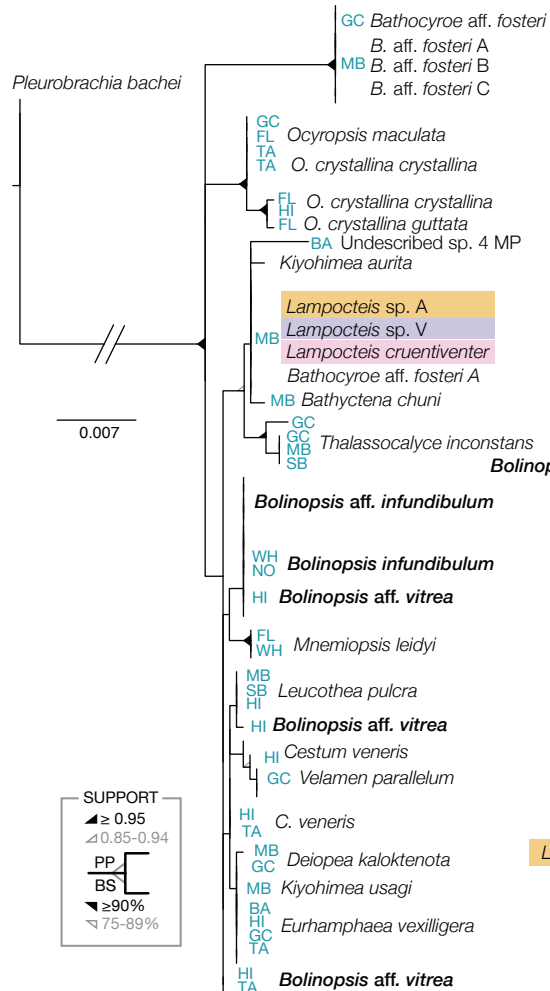 GC Bathocyroe aff. fosteri
B. aff. fosteri A
MB B. aff. fosteri B
B. aff. fosteri C
Pleurobrachia bachei
GC
FL Ocyropsis maculata
TA
TA O. crystallina crystallina
FL O. crystallina crystallina
HI
FL O. crystallina guttata
BA Undescribed sp. 4 MP
Kiyohimea aurita
Lampocteis sp. A
Lampocteis sp. V
MB
Lampocteis cruentiventer
Bathocyroe aff. fosteri A
MB Bathyctena chuni
0.007
GC
GC Thalassocalyce inconstans
MB
SB
Bolinop
Bolinopsis aff. infundibulum
WH Bolinopsis infundibulum
NO
HI Bolinopsis aff. vitrea
FL Mnemiopsis leidyi
WH
MB
SB Leucothea pulcra
HI
HI Bolinopsis aff. vitrea
HI Cestum veneris
GC Velamen parallelum
HI C. veneris
TA
MB Deiopea kaloktenota
GC
MB Kiyohimea usagi
BA
HI Eurhamphaea vexilligera
GC
TA
HI Bolinopsis aff. vitrea
TA
SUPPORT
≥ 0.95
0.85-0.94
PP
BS
≥90%
75-89%
L